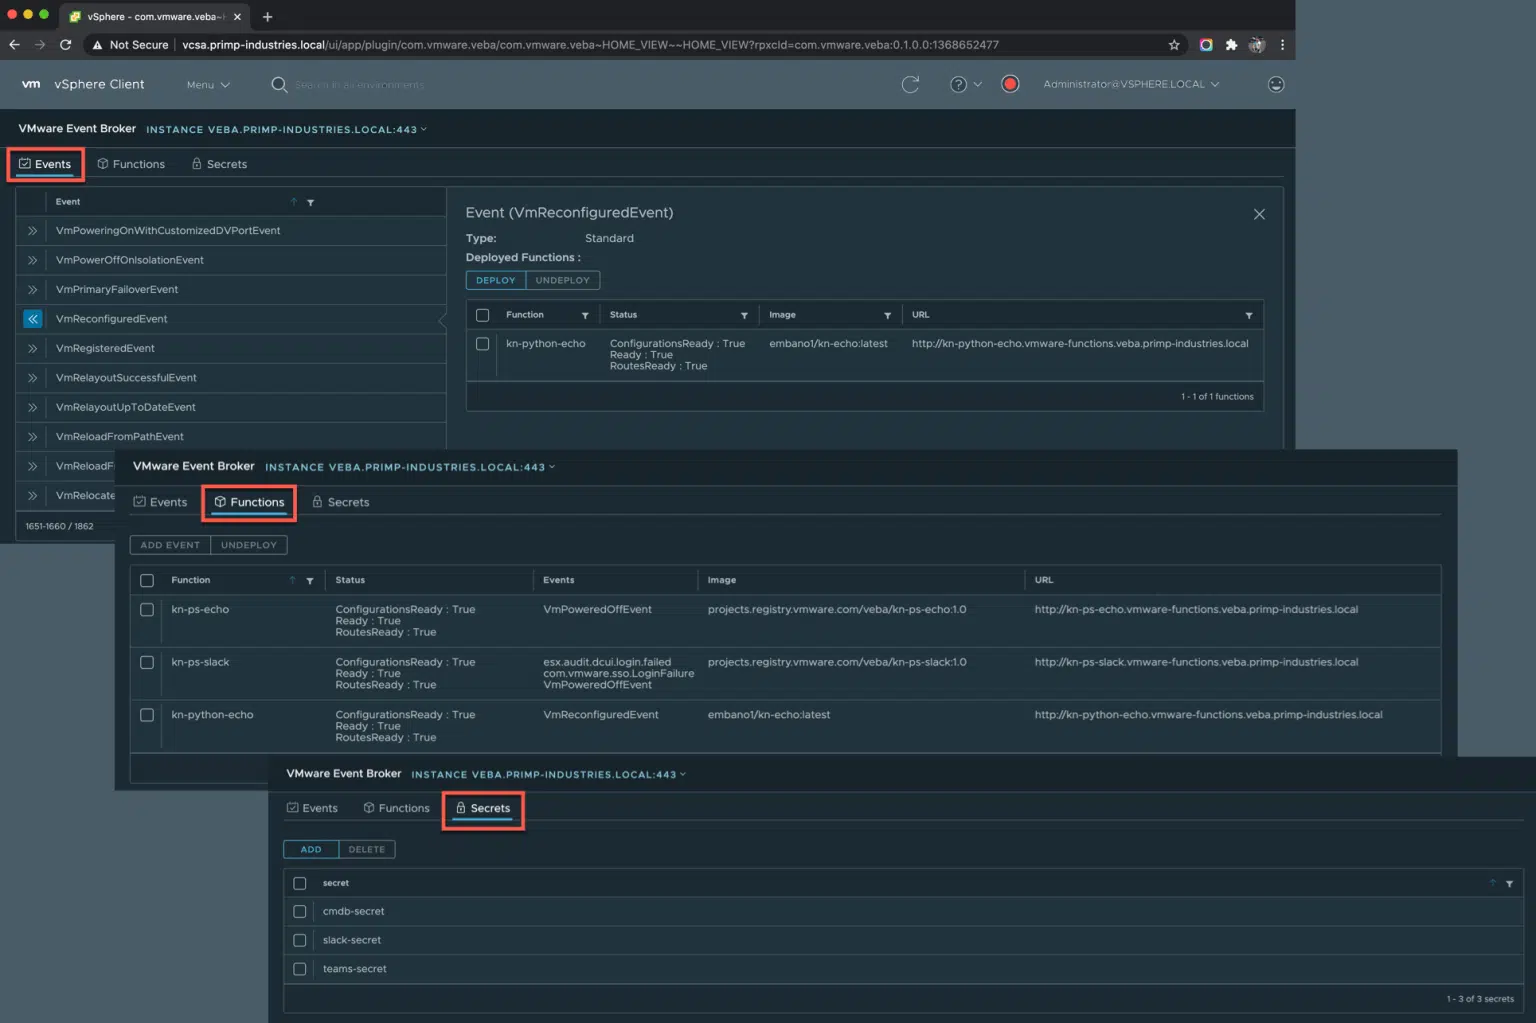 vSphere - com.vmware.veba~
Not Secure | vcsa.primp-industries.local/ui/app/plugin/com.vmware.veba/com.vmware.veba~HOME_VIEW~~HOME_VIEW?rpxcId=com.vmware.veba:0.1.0.0:1368652477
vm vSphere Client Menu Search in all environments Administrator@VSPHERE.LOCAL
VMware Event Broker INSTANCE VEBA.PRIMP-INDUSTRIES.LOCAL:443
Events Functions Secrets
Event
VmPoweringOnWithCustomizedDVPortEvent
VmPowerOffOnIsolationEvent
VmPrimaryFailoverEvent
VmReconfiguredEvent
VmRegisteredEvent
VmRelayoutSuccessfulEvent
VmRelayoutUpToDateEvent
VmReloadFromPathEvent
VmReloadF
VmRelocate
1651-1660 / 1862
Event (VmReconfiguredEvent)
Type: Standard
Deployed Functions :
DEPLOY UNDEPLOY
Function Status Image URL
kn-python-echo ConfigurationsReady : True embano1/kn-echo:latest http://kn-python-echo.vmware-functions.veba.primp-industries.local
Ready : True
RoutesReady : True
1 - 1 of 1 functions
VMware Event Broker INSTANCE VEBA.PRIMP-INDUSTRIES.LOCAL:443
Events Functions Secrets
ADD EVENT UNDEPLOY
Function Status Events Image URL
kn-ps-echo ConfigurationsReady : True VmPoweredOffEvent projects.registry.vmware.com/veba/kn-ps-echo:1.0 http://kn-ps-echo.vmware-functions.veba.primp-industries.local
Ready : True
RoutesReady : True
kn-ps-slack ConfigurationsReady : True esx.audit.dcui.login.failed projects.registry.vmware.com/veba/kn-ps-slack:1.0 http://kn-ps-slack.vmware-functions.veba.primp-industries.local
Ready : True com.vmware.sso.LoginFailure
RoutesReady : True VmPoweredOffEvent
kn-python-echo ConfigurationsReady : True VmReconfiguredEvent embano1/kn-echo:latest http://kn-python-echo.vmware-functions.veba.primp-industries.local
Ready : True
RoutesReady : True
VMware Event Broker INSTANCE VEBA.PRIMP-INDUSTRIES.LOCAL:443
Events Functions Secrets
ADD DELETE
secret
cmdb-secret
slack-secret
teams-secret
1 - 3 of 3 secrets